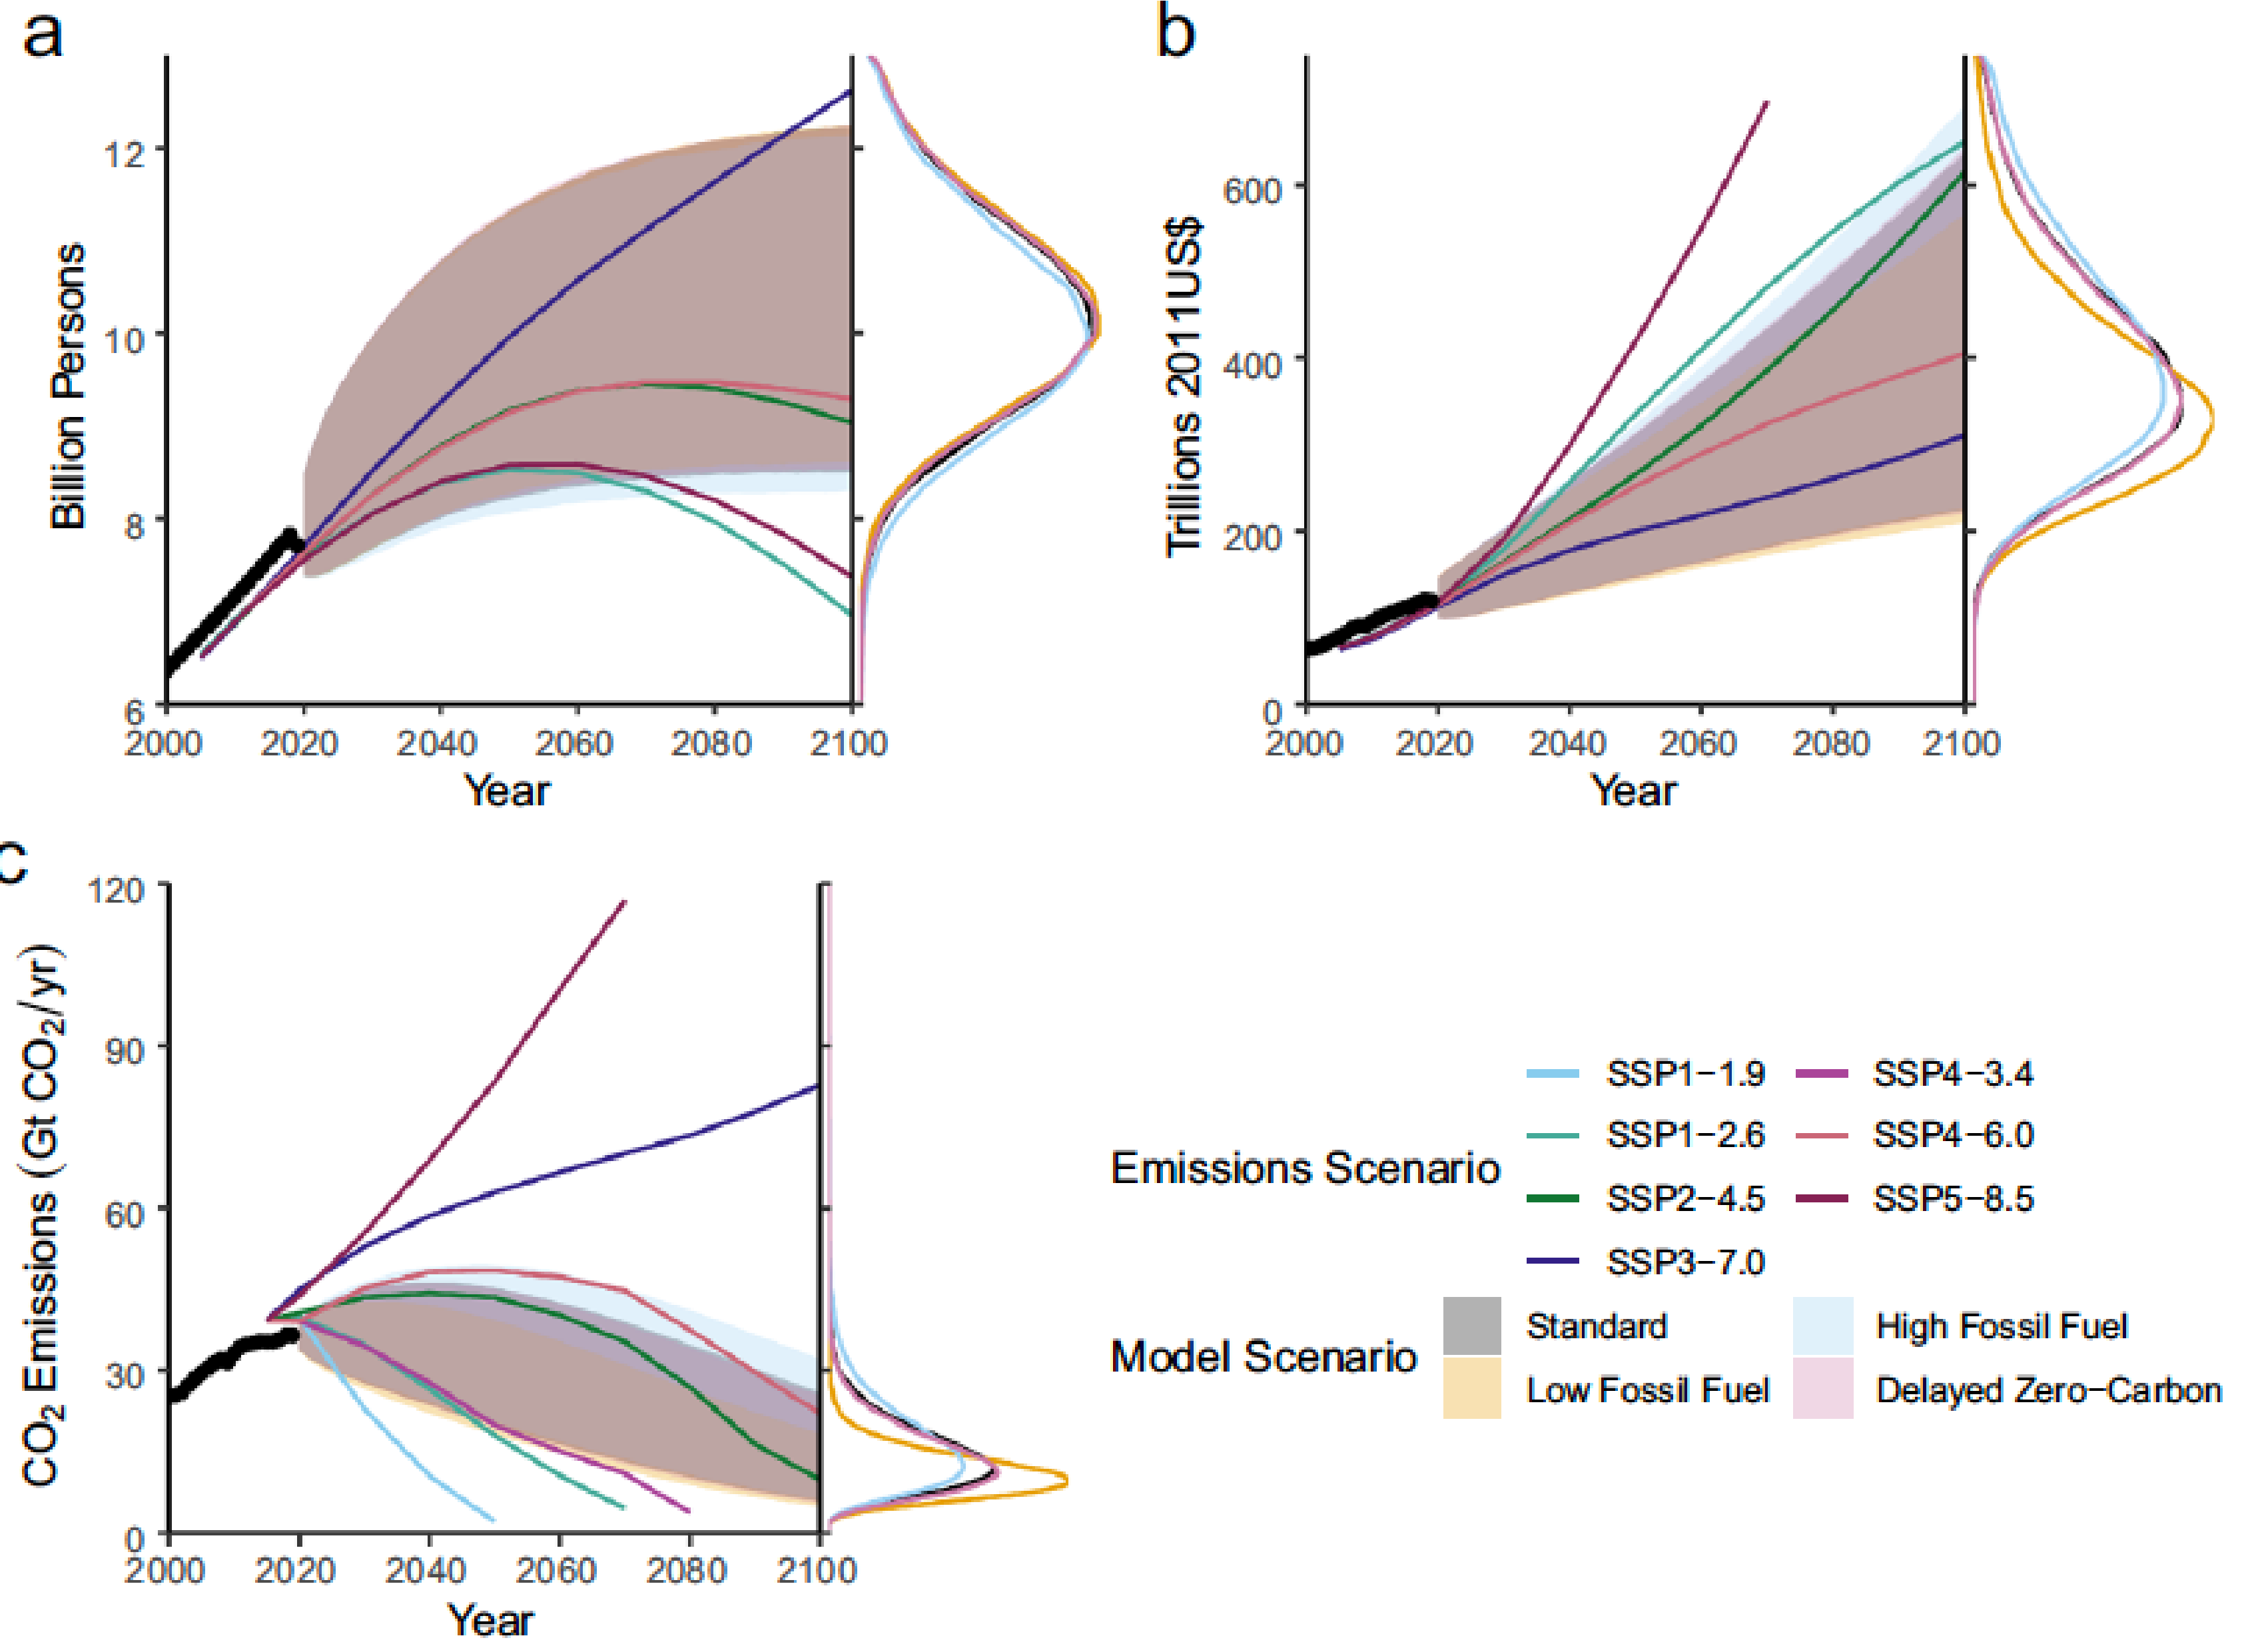 a
12
10
8
6
Billion Persons
2000 2020 2040 2060 2080 2100
Year
b
600
400
200
0
Trillions 2011US$
2000 2020 2040 2060 2080 2100
Year
c
120
90
60
30
0
CO₂ Emissions (Gt CO₂/yr)
2000 2020 2040 2060 2080 2100
Year
Emissions Scenario
SSP1−1.9 SSP4−3.4
SSP1−2.6 SSP4−6.0
SSP2−4.5 SSP5−8.5
SSP3−7.0
Model Scenario
Standard High Fossil Fuel
Low Fossil Fuel Delayed Zero−Carbon